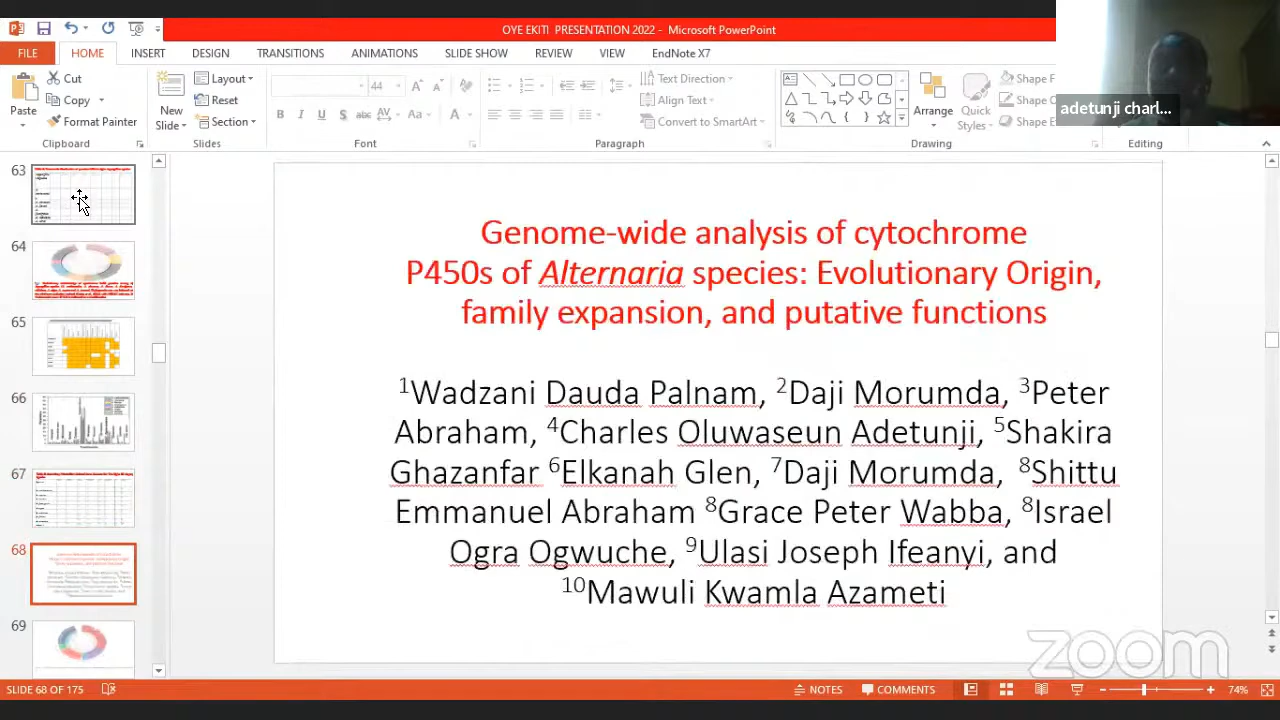 OYE EKITI PRESENTATION 2022 - Microsoft PowerPoint
FILE HOME INSERT DESIGN TRANSITIONS ANIMATIONS SLIDE SHOW REVIEW VIEW EndNote X7
Paste
Cut
Copy
Format Painter
Clipboard
New
Slide
Layout
Reset
Section
Slides
44
Font
Text Direction
Align Text
Convert to SmartArt
Paragraph
Arrange
Quick
Styles
Shape F
Shape O
Shape E
Drawing
Editing
adetunji charl...
63
64
65
66
67
68
69
Genome-wide analysis of cytochrome
P450s of Alternaria species: Evolutionary Origin,
family expansion, and putative functions
1Wadzani Dauda Palnam, 2Daji Morumda, 3Peter
Abraham, 4Charles Oluwaseun Adetunji, 5Shakira
Ghazanfar 6Elkanah Glen, 7Daji Morumda, 8Shittu
Emmanuel Abraham 8Grace Peter Wabba, 8Israel
Ogra Ogwuche, 9Ulasi Joseph Ifeanyi, and
10Mawuli Kwamla Azameti
zoom
SLIDE 68 OF 175
NOTES COMMENTS 74%